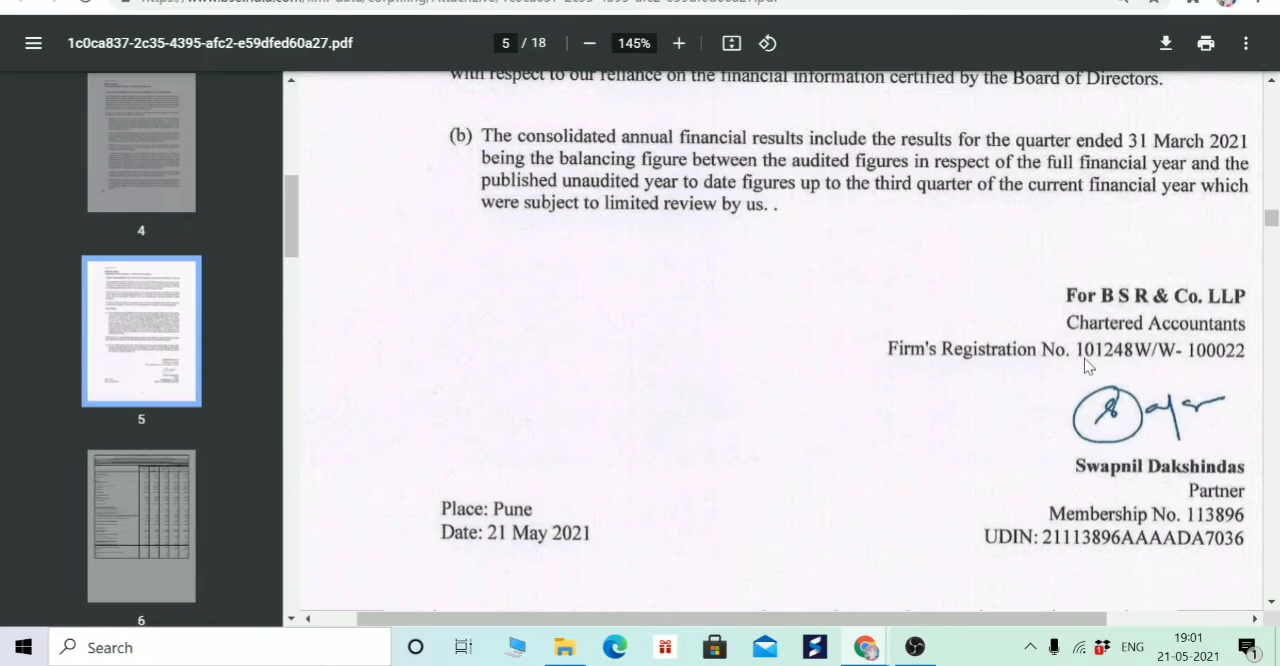 1c0ca837-2c35-4395-afc2-e59dfed60a27.pdf
5 / 18
145%
with respect to our reliance on the financial information certified by the Board of Directors.
(b) The consolidated annual financial results include the results for the quarter ended 31 March 2021
being the balancing figure between the audited figures in respect of the full financial year and the
published unaudited year to date figures up to the third quarter of the current financial year which
were subject to limited review by us. .
For B S R & Co. LLP
Chartered Accountants
Firm's Registration No. 101248W/W- 100022
Swapnil Dakshindas
Partner
Membership No. 113896
UDIN: 21113896AAAADA7036
Place: Pune
Date: 21 May 2021
4
5
6
Search
ENG
19:01
21-05-2021
1